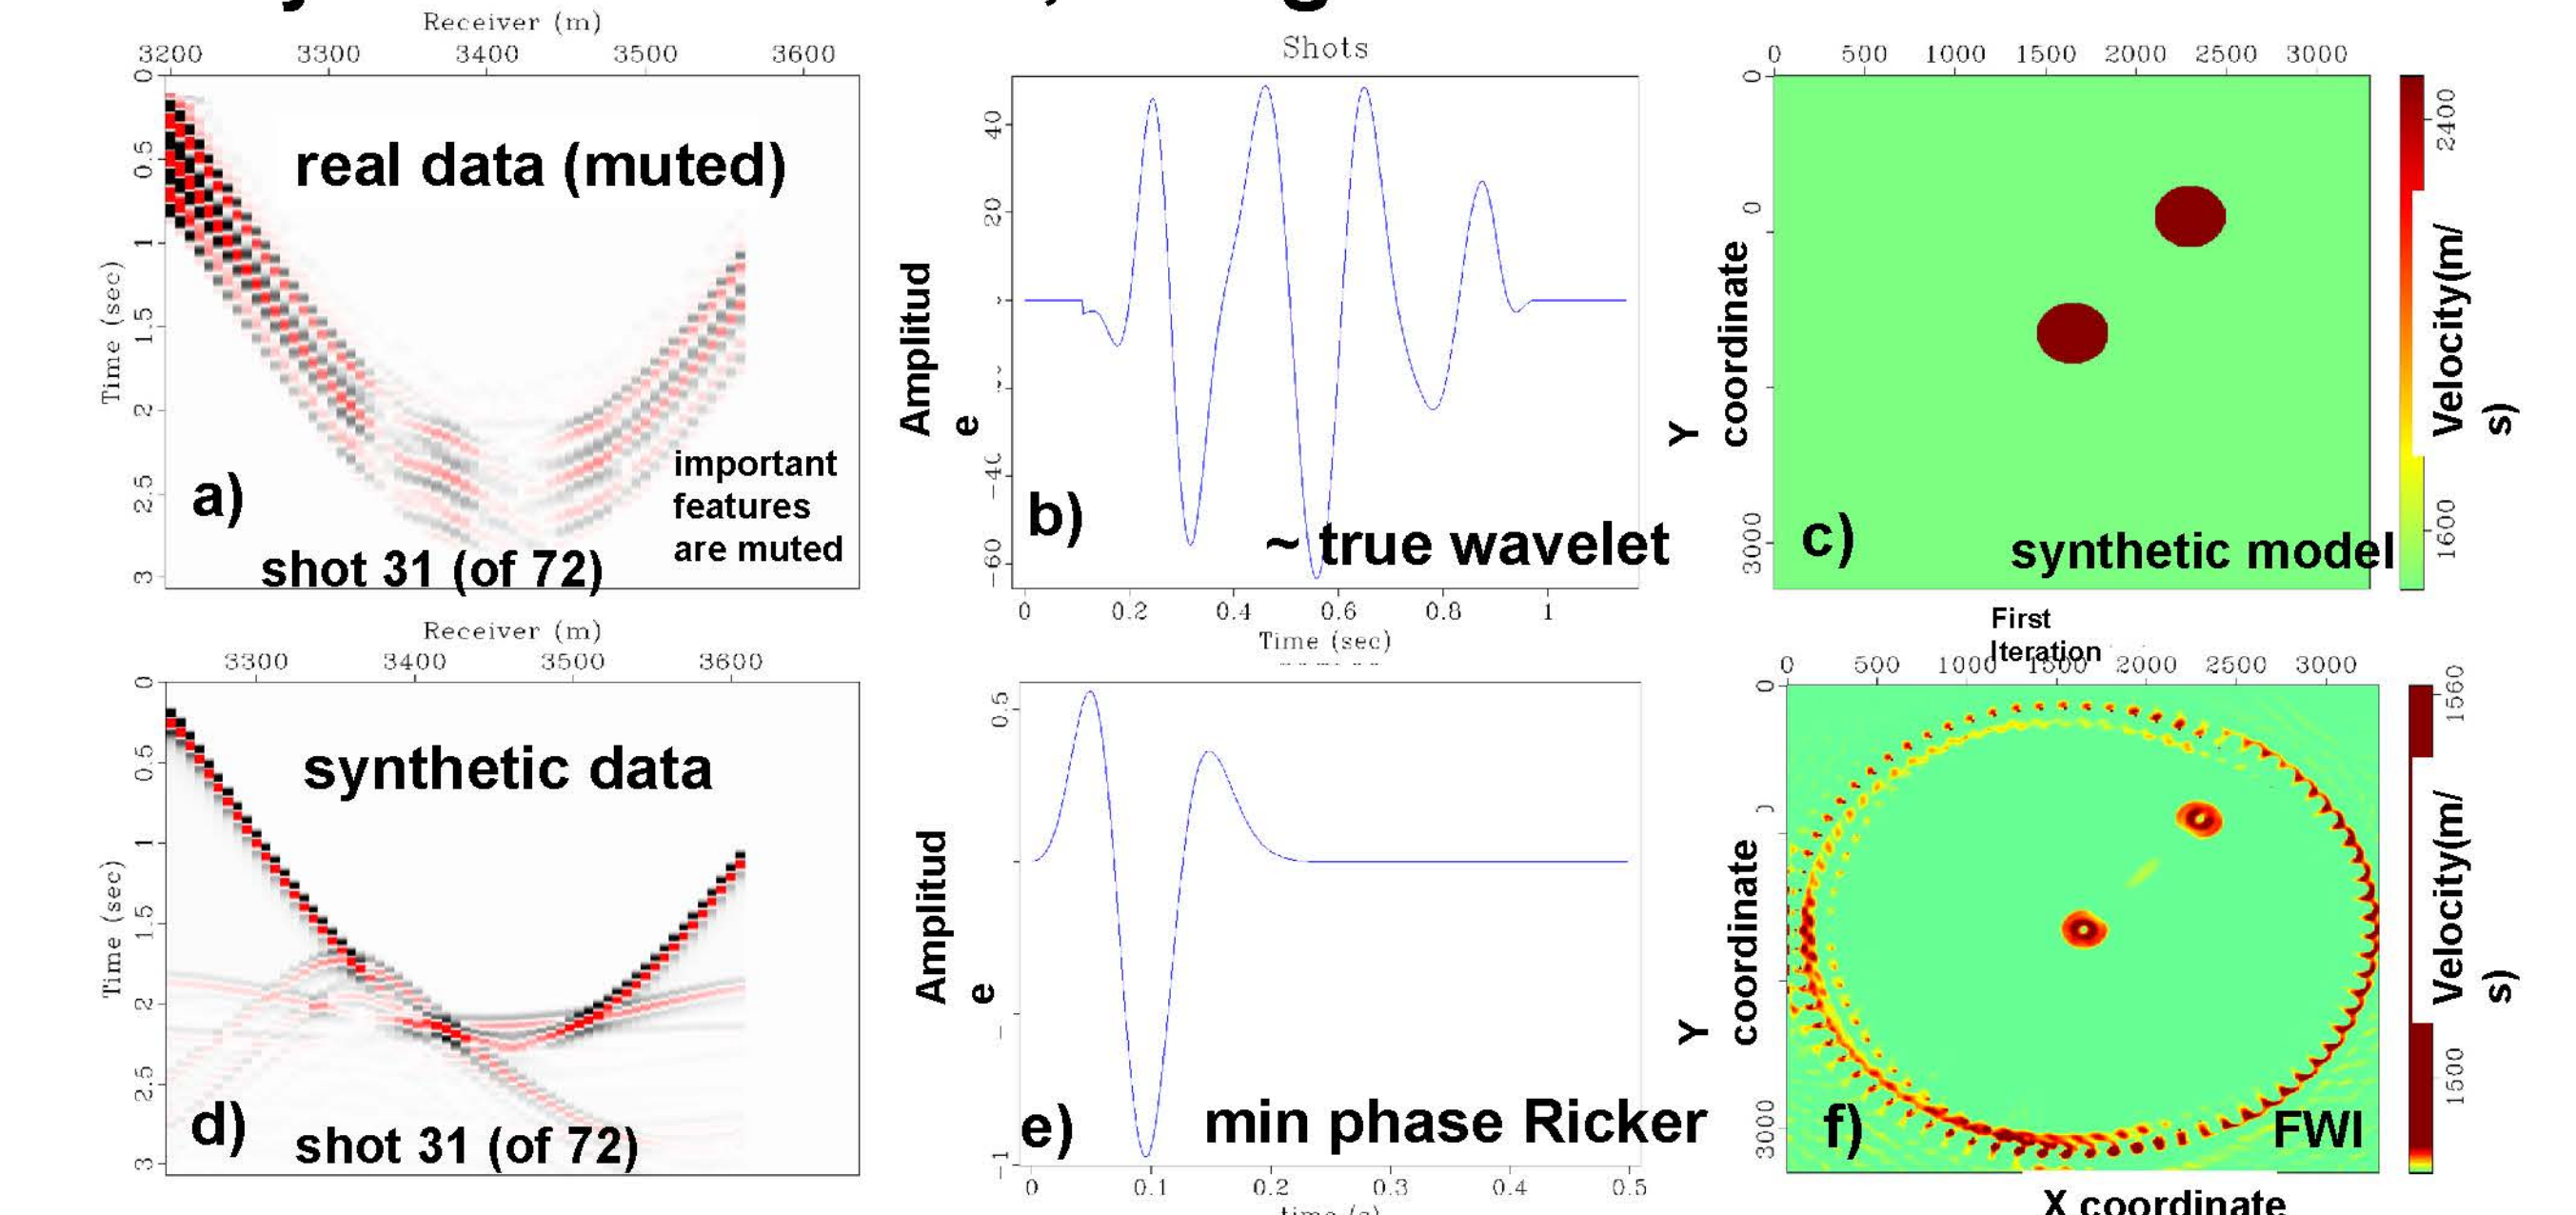 Receiver (m)
3200 3300 3400 3500 3600
0
0.5
1
1.5
2
2.5
3
Time (sec)
real data (muted)
important
features
are muted
a)
shot 31 (of 72)
Shots
40
20
-40
-60
Amplitud
e
b)
~ true wavelet
0 0.2 0.4 0.6 0.8 1
Time (sec)
0 500 1000 1500 2000 2500 3000
0
0
3000
Y
coordinate
c)
synthetic model
2400
1600
Velocity(m/
s)
Receiver (m)
3300 3400 3500 3600
0
0.5
1
1.5
2
2.5
3
Time (sec)
synthetic data
d)
shot 31 (of 72)
0.5
-1
Amplitud
e
e)
min phase Ricker
0 0.1 0.2 0.3 0.4 0.5
time (s)
First
Iteration
0 500 1000 1500 2000 2500 3000
0
3000
Y
coordinate
f)
FWI
X coordinate
1560
1500
Velocity(m/
s)